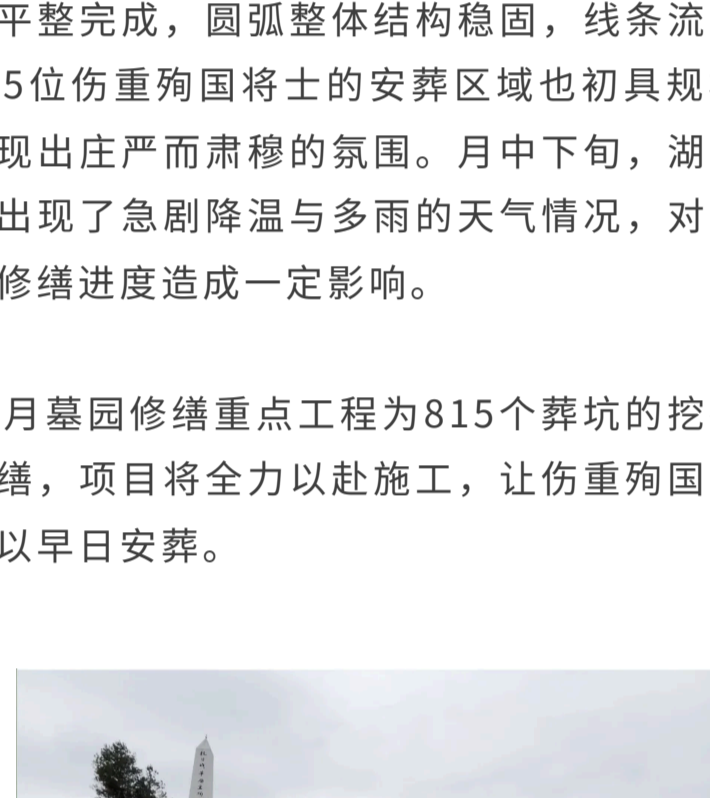 平整完成，圆弧整体结构稳固，线条流
5位伤重殉国将士的安葬区域也初具规
现出庄严而肃穆的氛围。月中下旬，湖
出现了急剧降温与多雨的天气情况，对
修缮进度造成一定影响。
月墓园修缮重点工程为815个葬坑的挖
缮，项目将全力以赴施工，让伤重殉国
以早日安葬。